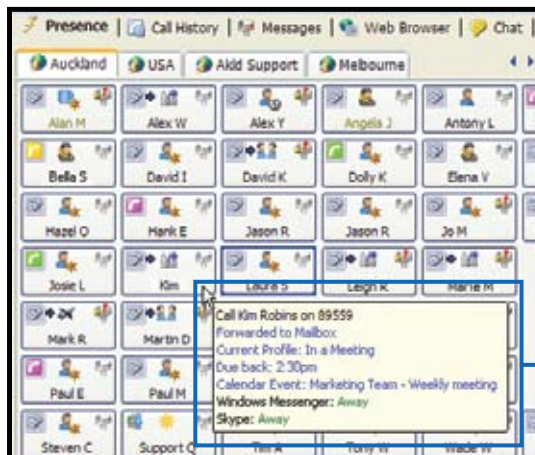 Presence Call History Messages Web Browser Chat
Auckland USA Akld Support Melbourne
Alan M Alex W Alex Y Angela J Antony L
Bella S David I David K Dolly K Elena V
Hazel O Hank E Jason R Jason R Jo M
Josie L Kim Laura S Leigh R Marie M
Mark R Martin D
Call Kim Robins on 89559
Forwarded to Mailbox
Current Profile: In a Meeting
Due back: 2:30pm
Calendar Event: Marketing Team - Weekly meeting
Windows Messenger: Away
Skype: Away
Paul E Paul M
Steven C Support Q Tim A Tony W Wade W